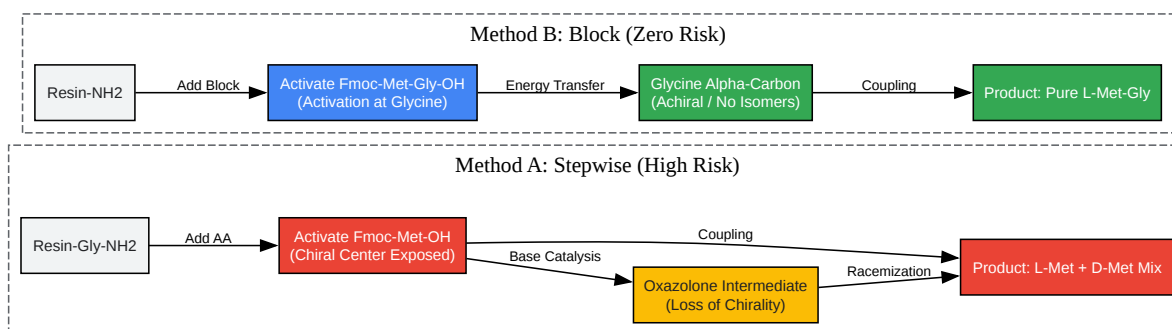 Method B: Block (Zero Risk)
Resin-NH2
Add Block
Activate Fmoc-Met-Gly-OH
(Activation at Glycine)
Energy Transfer
Glycine Alpha-Carbon
(Achiral / No Isomers)
Coupling
Product: Pure L-Met-Gly
Method A: Stepwise (High Risk)
Resin-Gly-NH2
Add AA
Activate Fmoc-Met-OH
(Chiral Center Exposed)
Coupling
Base Catalysis
Oxazolone Intermediate
(Loss of Chirality)
Racemization
Product: L-Met + D-Met Mix